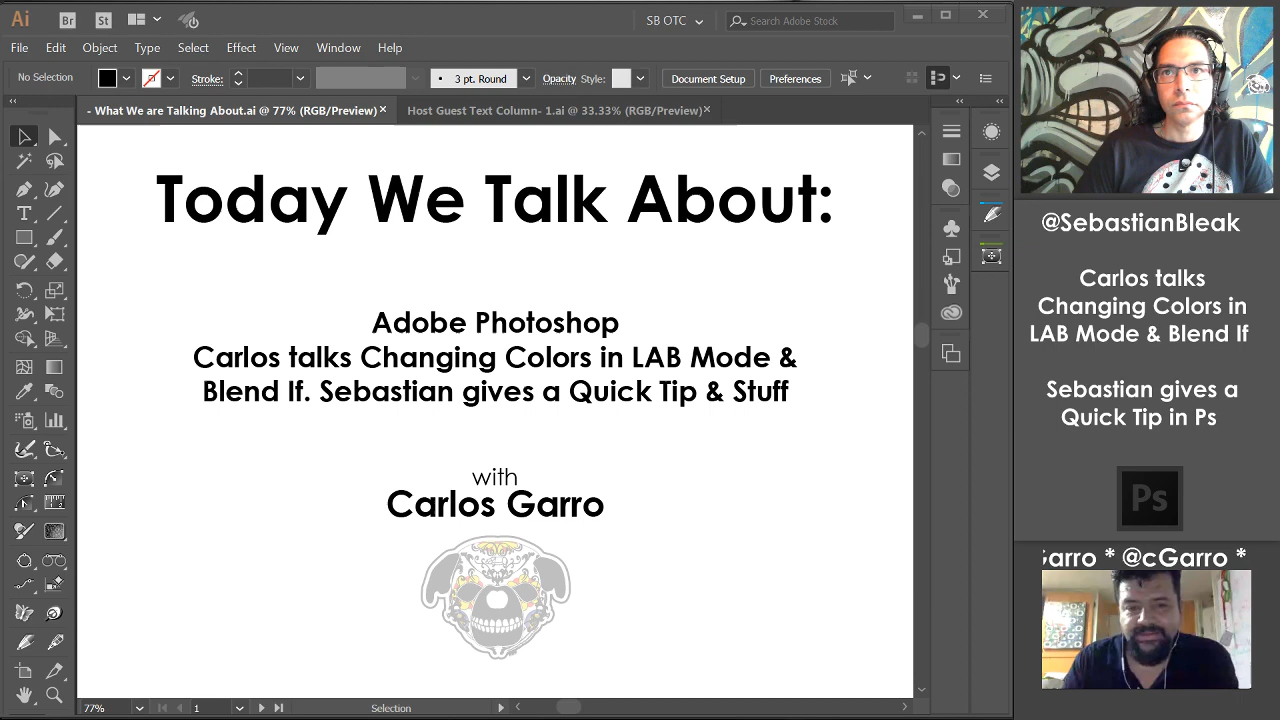 Ai Br St SB OTC Search Adobe Stock
File Edit Object Type Select Effect View Window Help
No Selection Stroke: 3 pt. Round Opacity Style: Document Setup Preferences
- What We are Talking About.ai @ 77% (RGB/Preview) × Host Guest Text Column- 1.ai @ 33.33% (RGB/Preview) ×
Today We Talk About:
Adobe Photoshop
Carlos talks Changing Colors in LAB Mode &
Blend If. Sebastian gives a Quick Tip & Stuff
with
Carlos Garro
77% 1 Selection
@SebastianBleak
Carlos talks
Changing Colors in
LAB Mode & Blend If
Sebastian gives a
Quick Tip in Ps
Ps
Garro * @cGarro *